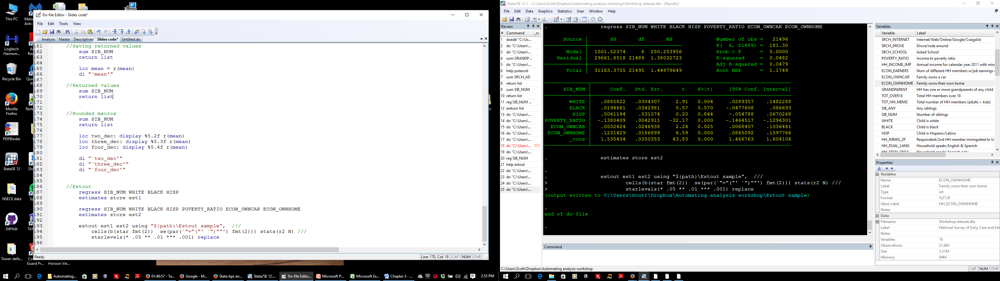 This PC
Malw...
Anti-...
Logitech
Harmon...
Ac
Rea...
Recycle Bin
Quic
Pl
Mozilla
Firefox
Note
PDFBinder
StataSE 12
Dr
NSECE data
Sp
GitHub
TeX
Tower-defe...
Co
Guard Pr...
Horizon Vie...
Do-file Editor - Slides code*
File Edit Tools View
Analysis Master Descriptives Slides code* Untitled.do
161 //Saving returned values
162 sum SIB_NUM
163 return list
164
165 loc mean = r(mean)
166 di "`mean'"
167
168 //Returned values
169 sum SIB_NUM
170 return list
171
172
173 //Rounded macros
174 sum SIB_NUM
175 return list
176
177 loc two_dec: display %5.2f r(mean)
178 loc three_dec: display %5.3f r(mean)
179 loc four_dec: display %5.4f r(mean)
180
181 di "`two_dec'"
182 di "`three_dec'"
183 di "`four_dec'"
184
185
186 //Estout
187 regress SIB_NUM WHITE BLACK HISP
188 estimates store est1
189
190 regress SIB_NUM WHITE BLACK HISP POVERTY_RATIO ECON_OWNCAR ECON_OWNHOME
191 estimates store est2
192
193 estout est1 est2 using "${path}\Estout sample", ///
194 cells(b(star fmt(2)) se(par(`"="("' `")""') fmt(2))) stats(r2 N) ///
195 starlevels(* .05 ** .01 *** .001) replace
196
Ready
Line: 170, Col: 19 CAP NUM OVR
Automating...
01:40:57 - Ta...
Google - M...
Stata tips an...
Stata/SE 12....
Do-file Edito...
Microsoft P...
Microsoft Ex...
Chapter 3 - ...
2:53 PM
Stata/SE 12.1 - C:\Users\Scott\Dropbox\Automating analysis workshop\Workshop dataset.dta - [Results]
File Edit Data Graphics Statistics User Window Help
Review
# Command _rc
1 doedit "C:\Us...
2 do "C:\Users\...
3 do "C:\Users\...
4 sum GRANDP...
5 do "C:\Users\...
6 help putexcel
7 sum SRCH_AD
8 return list
9 sum SIB_NUM
10 return list
11 reg SIB_NUM ...
12 ereturn list
13 do "C:\Users\...
14 do "C:\Users\...
15 do "C:\Users\...
16 do "C:\Users\...
17 do "C:\Users\...
18 do "C:\Users\... 111
19 do "C:\Users\...
20 reg SIB_NUM
21 help estout
22 do "C:\Users\...
23 do "C:\Users\...
24 do "C:\Users\...
25 do "C:\Users\...
. regress SIB_NUM WHITE BLACK HISP POVERTY_RATIO ECON_OWNCAR ECON_OWNHOME
Source SS df MS Number of obs = 21496
F( 6, 21489) = 181.30
Model 1501.52374 6 250.253956 Prob > F = 0.0000
Residual 29661.8518 21489 1.38032723 R-squared = 0.0482
Adj R-squared = 0.0479
Total 31163.3755 21495 1.44979649 Root MSE = 1.1749
SIB_NUM Coef. Std. Err. t P>|t| [95% Conf. Interval]
WHITE .0885822 .0304307 2.91 0.004 .0289357 .1482288
BLACK .0194661 .0342981 0.57 0.570 -.0477608 .086693
HISP .0061194 .031074 0.20 0.844 -.054788 .0670268
POVERTY_RATIO -.1380409 .0042911 -32.17 0.000 -.1464517 -.1296301
ECON_OWNCAR .0552424 .0246938 2.24 0.025 .0068407 .1036441
ECON_OWNHOME .1231429 .0186899 6.59 0.000 .0865092 .1597766
_cons 1.535434 .0350353 43.83 0.000 1.466763 1.604106
. estimates store est2
.
. estout est1 est2 using "${path}\Estout sample", ///
> cells(b(star fmt(2)) se(par(`"="("' `")""') fmt(2))) stats(r2 N) ///
> starlevels(* .05 ** .01 *** .001) replace
(output written to C:\Users\Scott\Dropbox\Automating analysis workshop\Estout sample)
.
end of do-file
.
Command
C:\Users\Scott\Dropbox\Automating analysis workshop
Variables
Variable Label
SRCH_INTERNET Internet/Web/Online/Google/Craigslist
SRCH_DROVE Drove/rode around
SRCH_SCHOOL Asked School
POVERTY_RATIO Income to poverty ratio
HH_INCOME_IMP Annual income for calendar year 2011 with miss
ECON_EARNERS Num of different HH members w/job earnings
ECON_OWNCAR Family owns a car
ECON_OWNHOME Family owns their own home
GRANDPARENT HH has one or more grandparents of any child
TOT_OVER18 Total HH members over 18
TOT_HH_MEMS Total number of HH members (adults + kids)
SIB_ANY Any siblings
SIB_NUM Number of siblings
WHITE Child is white
BLACK Child is black
HISP Child is Hispanic/Latino
HH_IMMIG_2P Respondent/2nd HH member immigrated to U.
HH_DUAL_LANG Household speaks English & Spanish
HH_SPAN_ONLY Household speaks Spanish only
Properties
Variables
Name ECON_OWNHOME
Label Family owns their own home
Type int
Format %27.0f
Value Label HH_ECON_OWNHOME
Notes
Data
Filename Workshop dataset.dta
Label National Survey of Early Care and Edu
Notes
Variables 76
Observations 21,665
Size 5.31M
Memory 64M
CAP NUM OVR